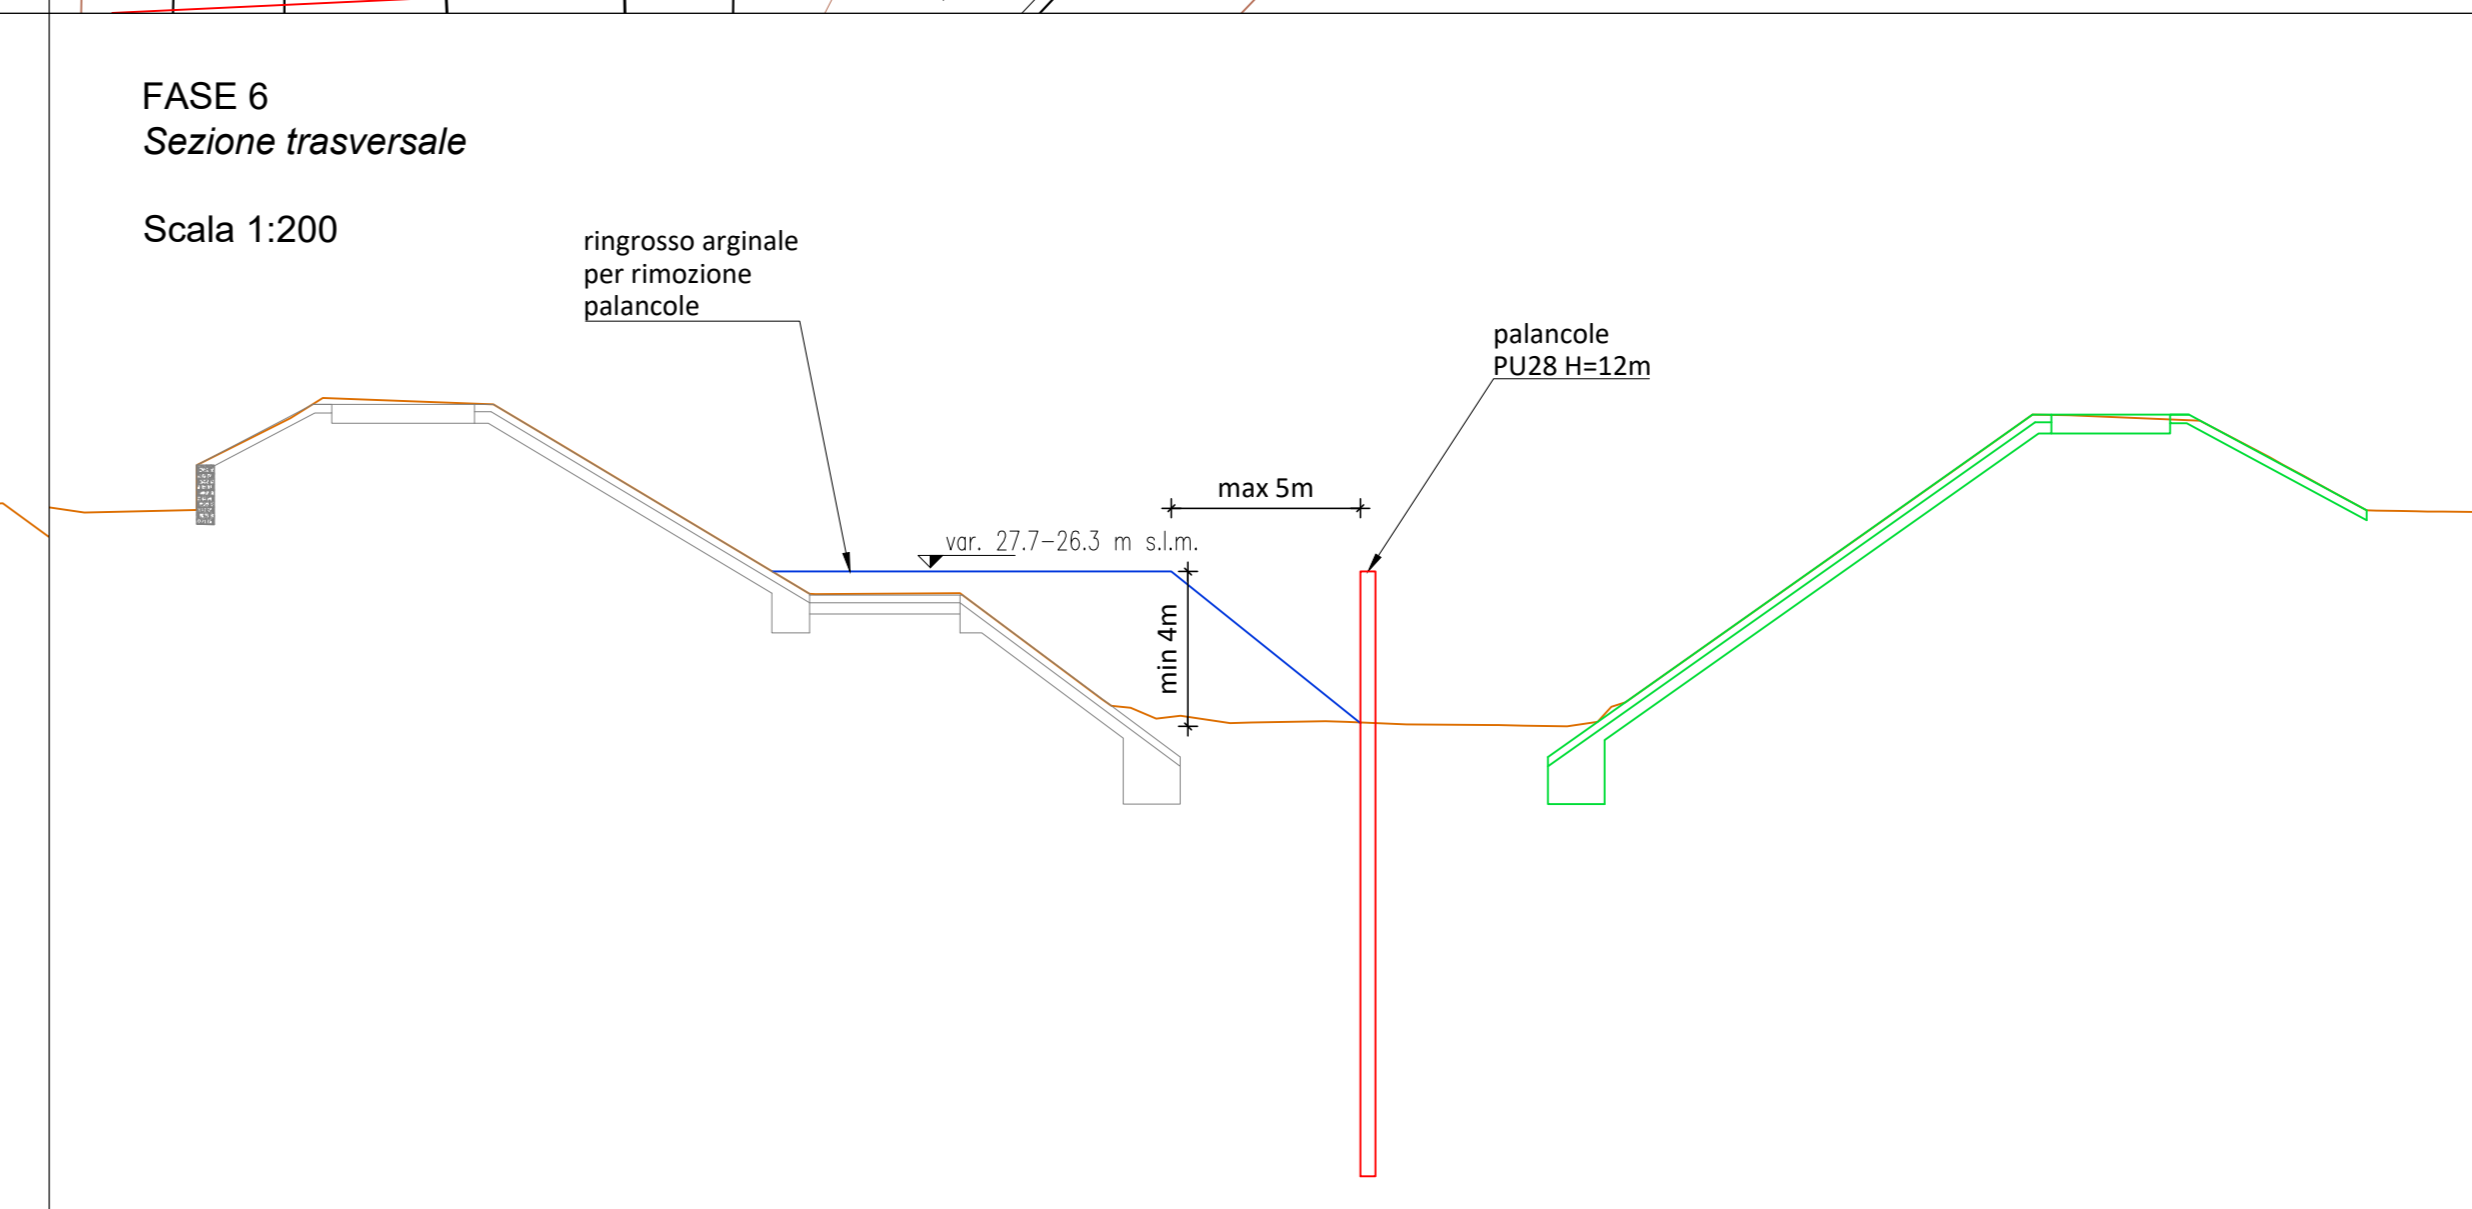 FASE 6
Sezione trasversale
Scala 1:200
ringrosso arginale
per rimozione
palancole
palancole
PU28 H=12m
max 5m
var. 27.7-26.3 m s.l.m.
min 4m